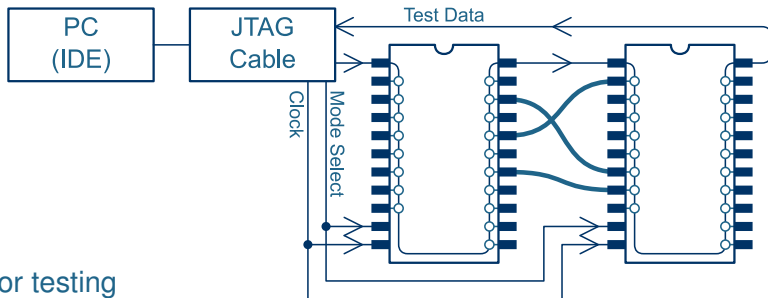 Test Data
PC
(IDE)
JTAG
Cable
Clock
Mode Select
or testing